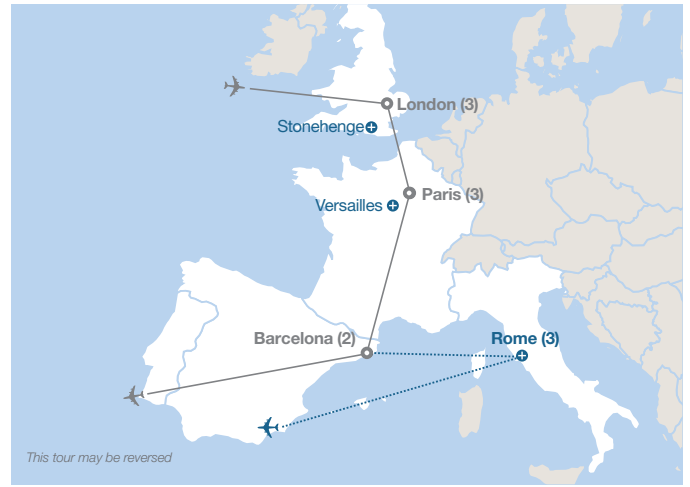 London (3)
Stonehenge
Paris (3)
Versailles
Barcelona (2)
Rome (3)
This tour may be reversed